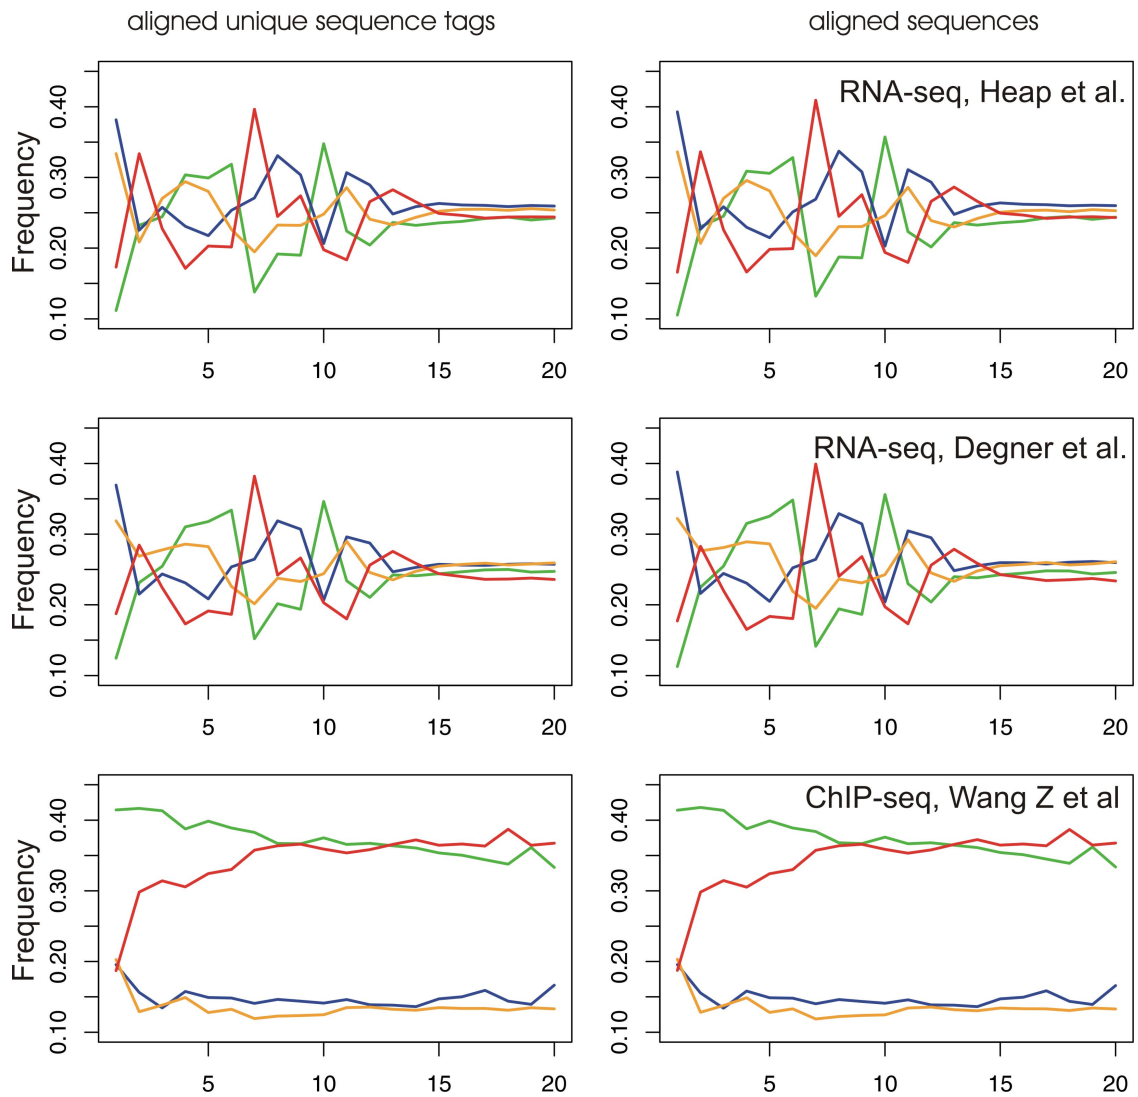 aligned unique sequence tags
aligned sequences
Frequency
0.10 0.20 0.30 0.40
5 10 15 20
RNA-seq, Heap et al.
0.10 0.20 0.30 0.40
5 10 15 20
Frequency
0.10 0.20 0.30 0.40
5 10 15 20
RNA-seq, Degner et al.
0.10 0.20 0.30 0.40
5 10 15 20
Frequency
0.10 0.20 0.30 0.40
5 10 15 20
ChIP-seq, Wang Z et al
0.10 0.20 0.30 0.40
5 10 15 20